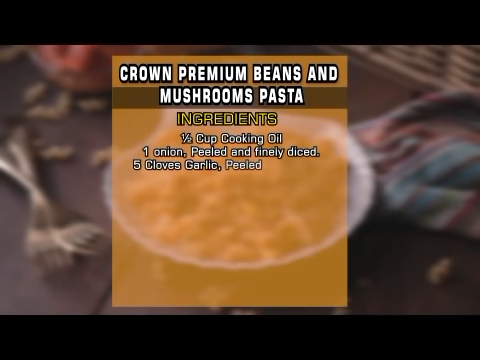 CROWN PREMIUM BEANS AND
MUSHROOMS PASTA
INGREDIENTS
½ Cup Cooking Oil
1 onion, Peeled and finely diced.
5 Cloves Garlic, Peeled